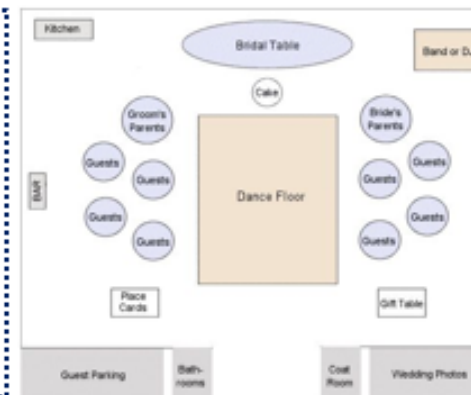 Kitchen
Bridal Table
Band or DJ
Cake
Groom's
Parents
Bride's
Parents
Guests
Guests
Guests
Guests
BAR
Dance Floor
Guests
Guests
Guests
Guests
Place
Cards
Gift Table
Guest Parking
Bath-
rooms
Coat
Room
Wedding Photos